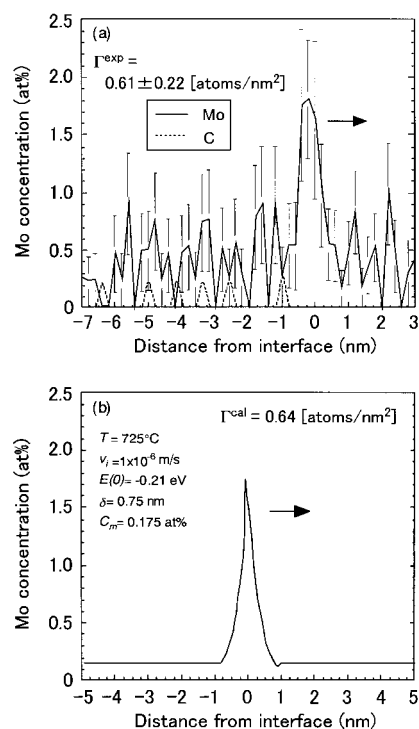 (a)
Γexp =
0.61±0.22 [atoms/nm²]
Mo
C
Mo concentration (at%)
2.5
2.0
1.5
1.0
0.5
0
-7 -6 -5 -4 -3 -2 -1 0 1 2 3
Distance from interface (nm)
(b)
Γcal = 0.64 [atoms/nm²]
T = 725°C
vi =1x10⁻⁶ m/s
E(0)= -0.21 eV
δ= 0.75 nm
Cm= 0.175 at%
Mo concentration (at%)
2.5
2.0
1.5
1.0
0.5
0
-5 -4 -3 -2 -1 0 1 2 3 4 5
Distance from interface (nm)